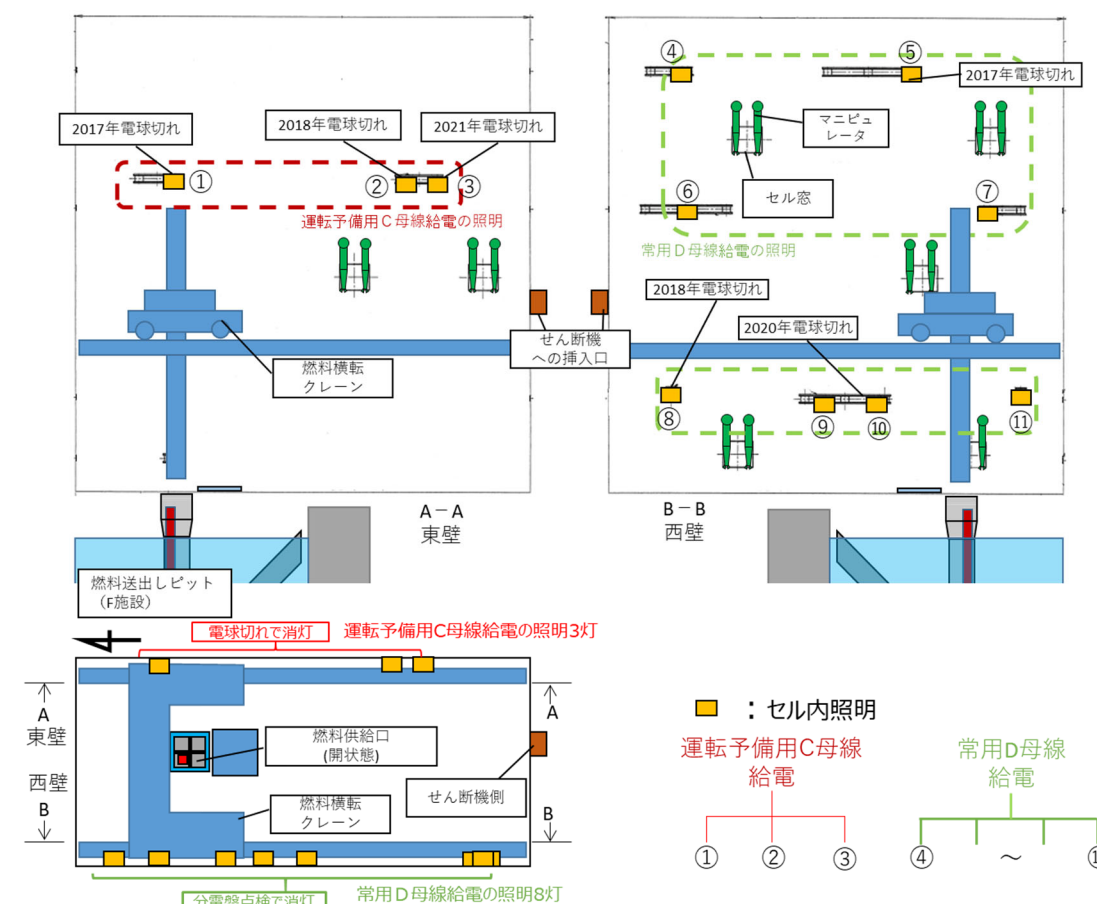 ④
⑤
2017年電球切れ
2017年電球切れ
2018年電球切れ
2021年電球切れ
マニピュ
レータ
①
②
③
セル窓
⑥
⑦
運転予備用C母線給電の照明
常用D母線給電の照明
2018年電球切れ
2020年電球切れ
せん断機
への挿入口
燃料横転
クレーン
⑧
⑨
⑩
⑪
A-A
東壁
B-B
西壁
燃料送出しピット
(F施設)
電球切れで消灯
運転予備用C母線給電の照明3灯
A
東壁
西壁
B
燃料供給口
(開状態)
燃料横転
クレーン
せん断機側
A
B
分電盤点検で消灯
常用D母線給電の照明8灯
:セル内照明
運転予備用C母線
給電
常用D母線
給電
①
②
③
④
~